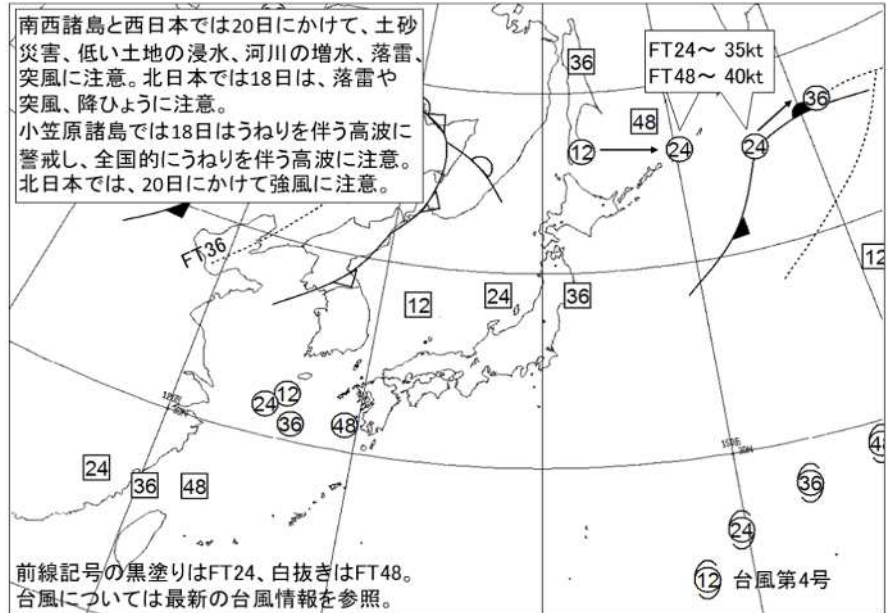 南西諸島と西日本では20日にかけて、土砂
災害、低い土地の浸水、河川の増水、落雷、
突風に注意。北日本では18日は、落雷や
突風、降ひょうに注意。
小笠原諸島では18日はうねりを伴う高波に
警戒し、全国的にうねりを伴う高波に注意。
北日本では、20日にかけて強風に注意。
FT24～ 35kt
FT48～ 40kt
36
36
48
12
24
24
FT36
12
12
24
36
12
24
36
48
120E
30N
150E
30N
48
24
36
48
36
24
12 台風第4号
前線記号の黒塗りはFT24、白抜きはFT48。
台風については最新の台風情報を参照。